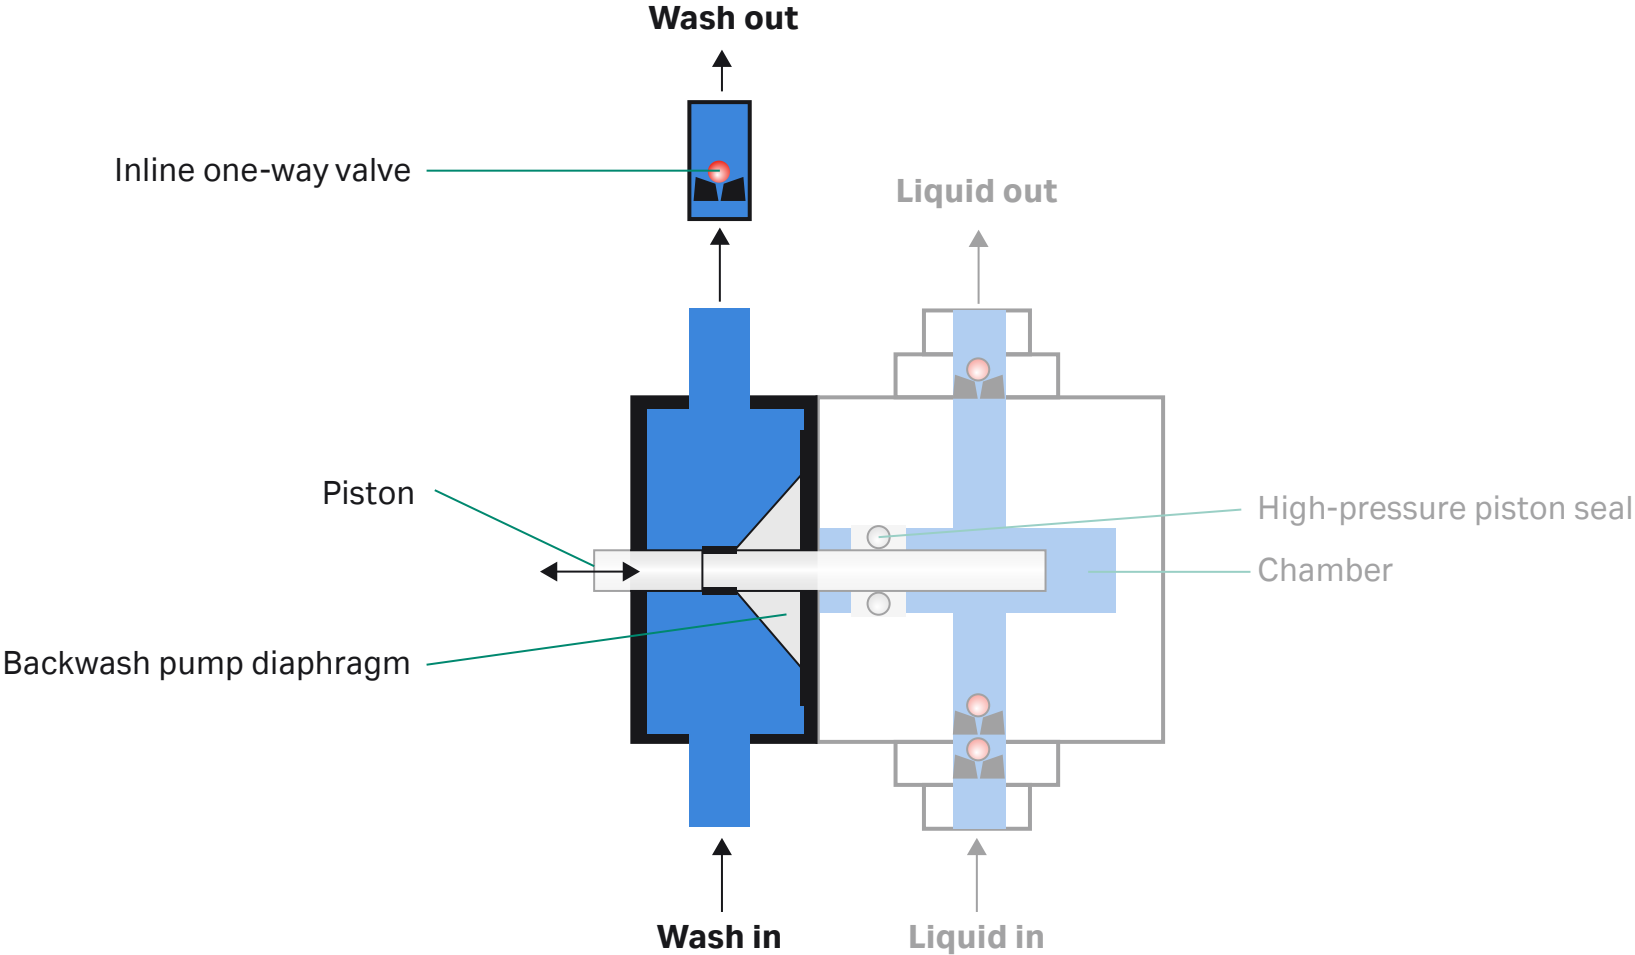 Wash out
Inline one-way valve
Liquid out
Piston
High-pressure piston seal
Chamber
Backwash pump diaphragm
Wash in
Liquid in